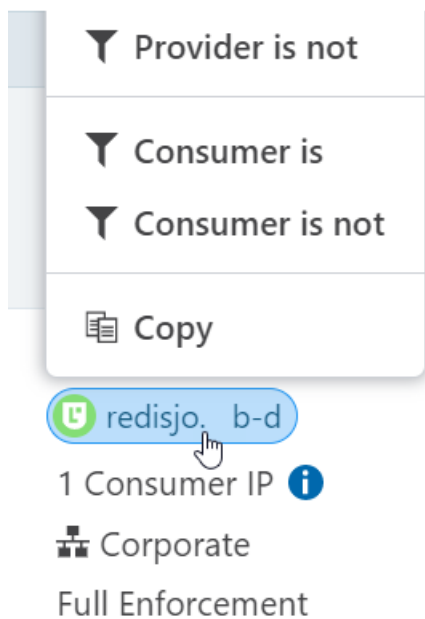 Provider is not
Consumer is
Consumer is not
Copy
redisjo. b-d
1 Consumer IP
Corporate
Full Enforcement